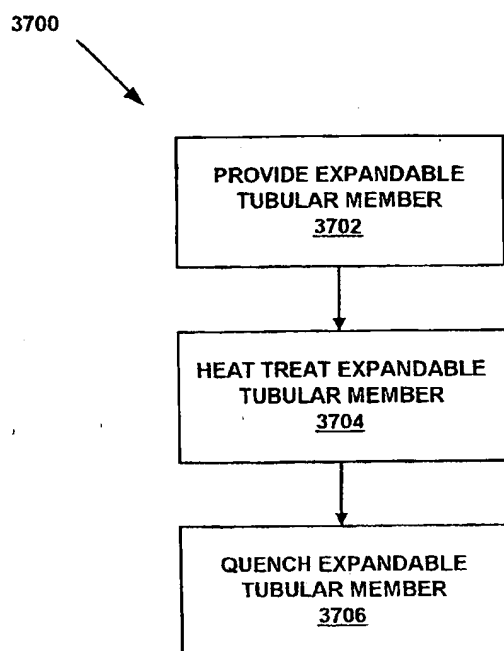 3700
PROVIDE EXPANDABLE
TUBULAR MEMBER
3702
HEAT TREAT EXPANDABLE
TUBULAR MEMBER
3704
QUENCH EXPANDABLE
TUBULAR MEMBER
3706